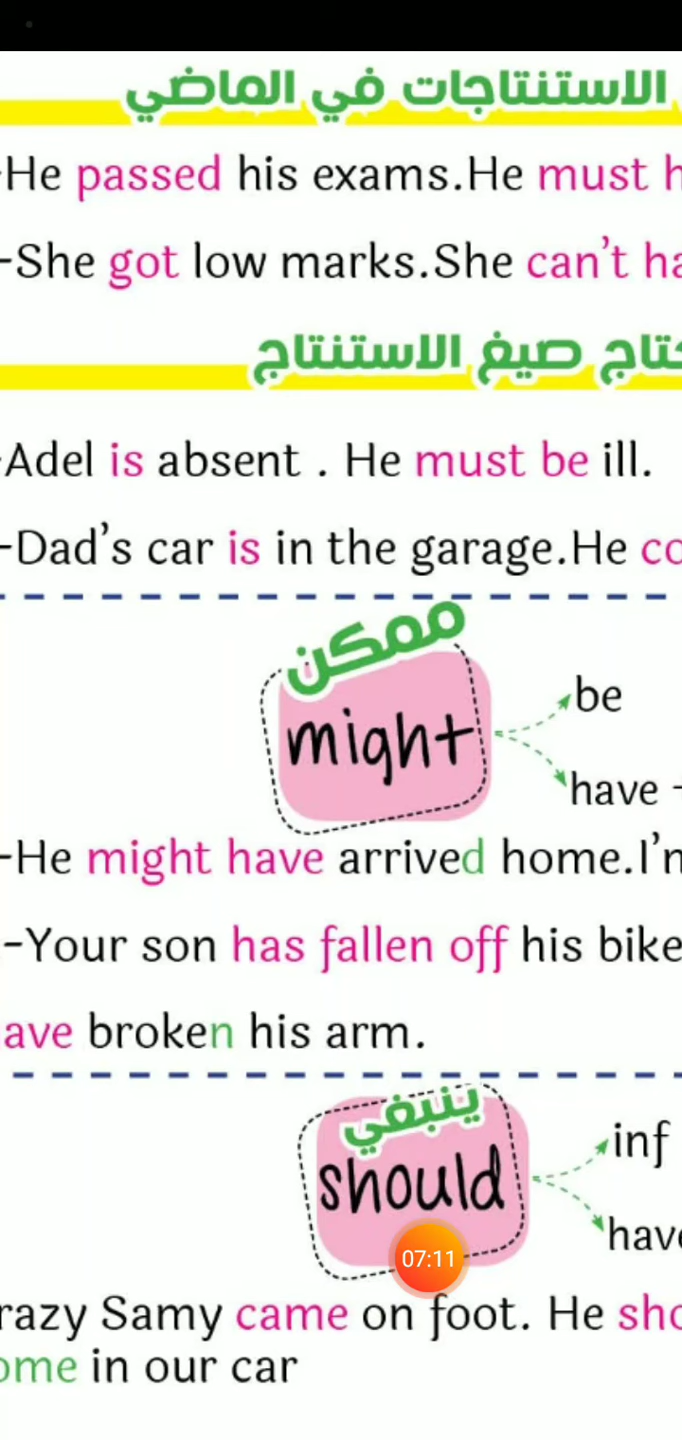 الاستنتاجات في الماضي
-He passed his exams.He must h
-She got low marks.She can't ha
صيغ الاستنتاج
-Adel is absent . He must be ill.
-Dad's car is in the garage.He co
ممكن
might
be
have +
-He might have arrived home.I'm
-Your son has fallen off his bike
ave broken his arm.
ينبغي
should
inf
have
razy Samy came on foot. He sho
ome in our car
07:11